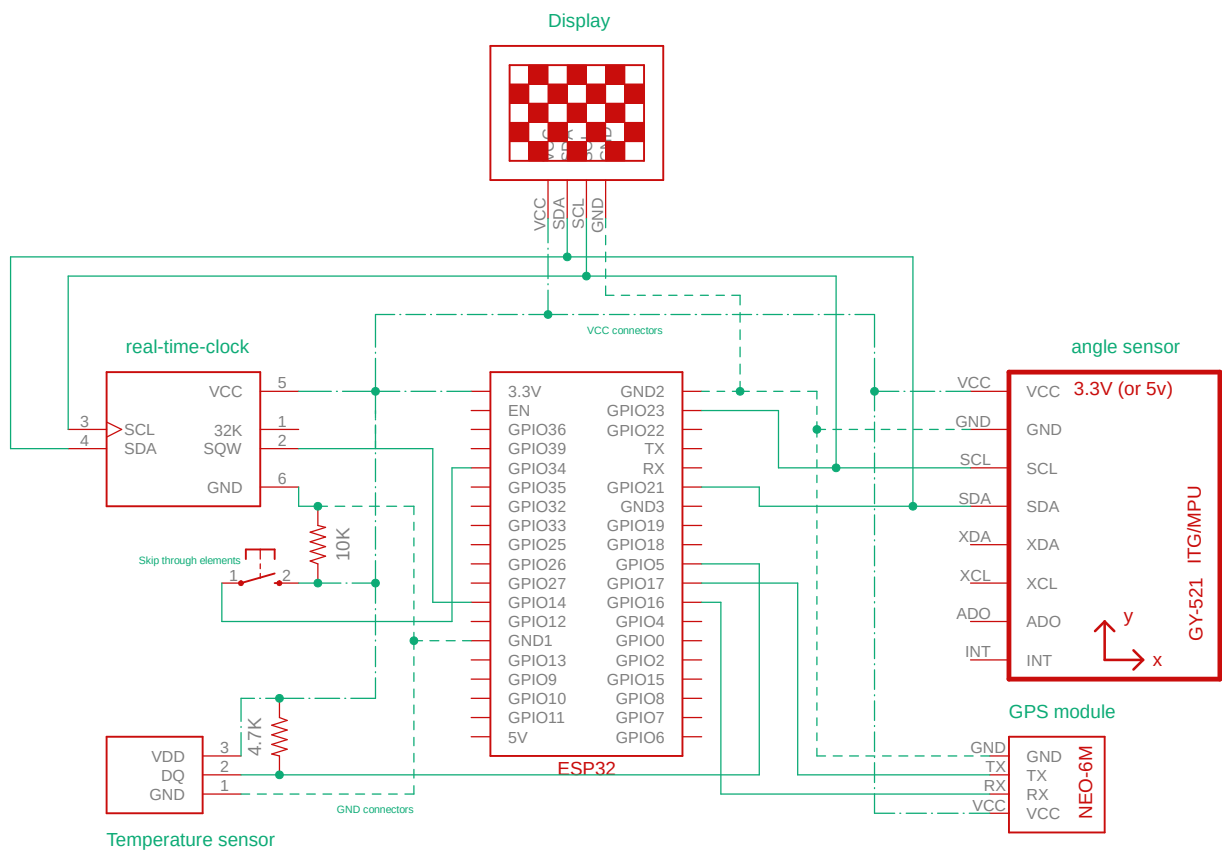 Display
VCC
SDA
SCL
GND
VCC
SDA
SCL
GND
VCC connectors
real-time-clock
VCC
5
3
SCL
32K
1
4
SDA
SQW
2
GND
6
10K
Skip through elements
1
2
3.3V
GND2
EN
GPIO23
GPIO36
GPIO22
GPIO39
TX
GPIO34
RX
GPIO35
GPIO21
GPIO32
GND3
GPIO33
GPIO19
GPIO25
GPIO18
GPIO26
GPIO5
GPIO27
GPIO17
GPIO14
GPIO16
GPIO12
GPIO4
GND1
GPIO0
GPIO13
GPIO2
GPIO9
GPIO15
GPIO10
GPIO8
GPIO11
GPIO7
5V
GPIO6
ESP32
angle sensor
VCC
VCC
3.3V (or 5v)
GND
GND
SCL
SCL
SDA
SDA
XDA
XDA
XCL
XCL
ADO
ADO
INT
INT
GY-521 ITG/MPU
y
x
4.7K
VDD
3
DQ
2
GND
1
GND connectors
Temperature sensor
GPS module
GND
GND
TX
TX
RX
RX
VCC
VCC
NEO-6M